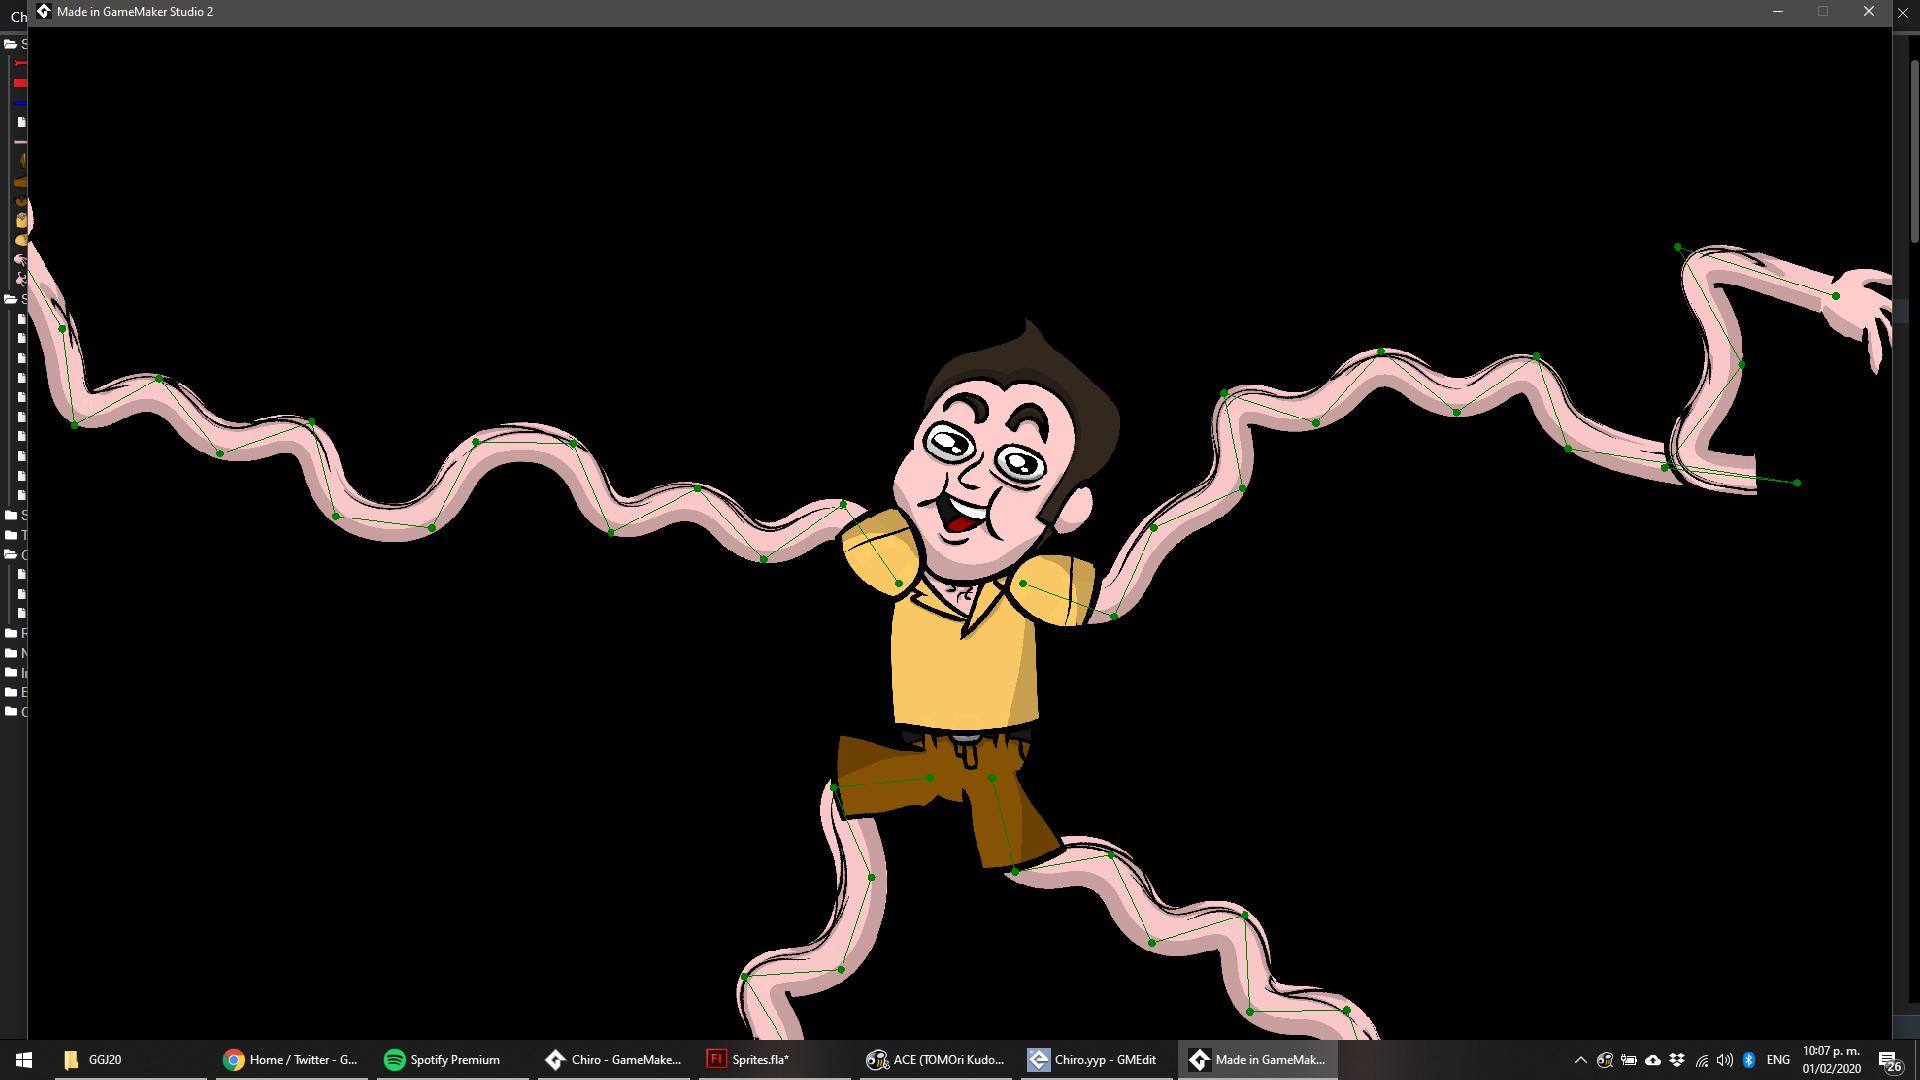 Ch
Made in GameMaker Studio 2
S
S
S
T
C
R
N
In
E
C
GGJ20
Home / Twitter - G...
Spotify Premium
Chiro - GameMake...
Sprites.fla*
ACE (TOMOri Kudo...
Chiro.yyp - GMEdit
Made in GameMak...
ENG
10:07 p. m.
01/02/2020
26